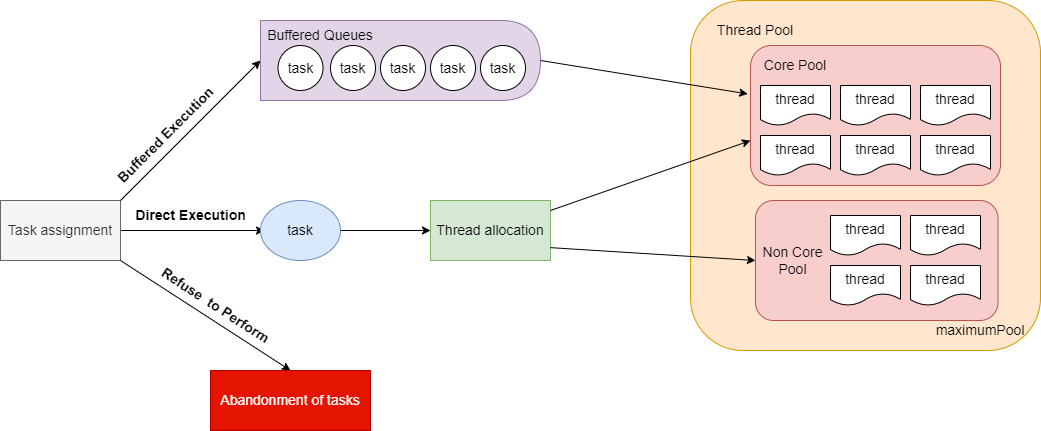 Buffered Queues
task
task
task
task
task
Thread Pool
Core Pool
thread
thread
thread
thread
thread
thread
Buffered Execution
Task assignment
Direct Execution
task
Thread allocation
Non Core
Pool
thread
thread
thread
thread
maximumPool
Refuse to Perform
Abandonment of tasks